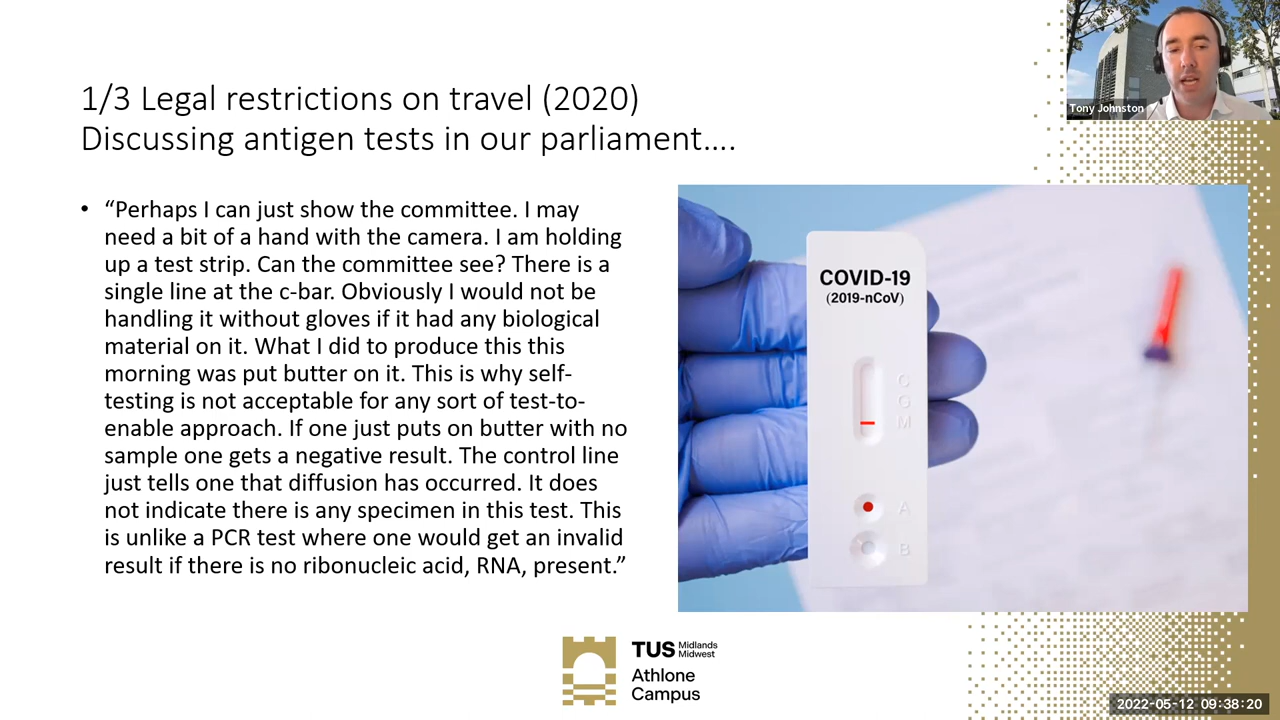 1/3 Legal restrictions on travel (2020)
Discussing antigen tests in our parliament....
• “Perhaps I can just show the committee. I may
need a bit of a hand with the camera. I am holding
up a test strip. Can the committee see? There is a
single line at the c-bar. Obviously I would not be
handling it without gloves if it had any biological
material on it. What I did to produce this this
morning was put butter on it. This is why self-
testing is not acceptable for any sort of test-to-
enable approach. If one just puts on butter with no
sample one gets a negative result. The control line
just tells one that diffusion has occurred. It does
not indicate there is any specimen in this test. This
is unlike a PCR test where one would get an invalid
result if there is no ribonucleic acid, RNA, present.”
Tony Johnston
COVID-19
(2019-nCoV)
C
G
M
A
B
TUS Midlands
Midwest
Athlone
Campus
2022-05-12 09:38:20